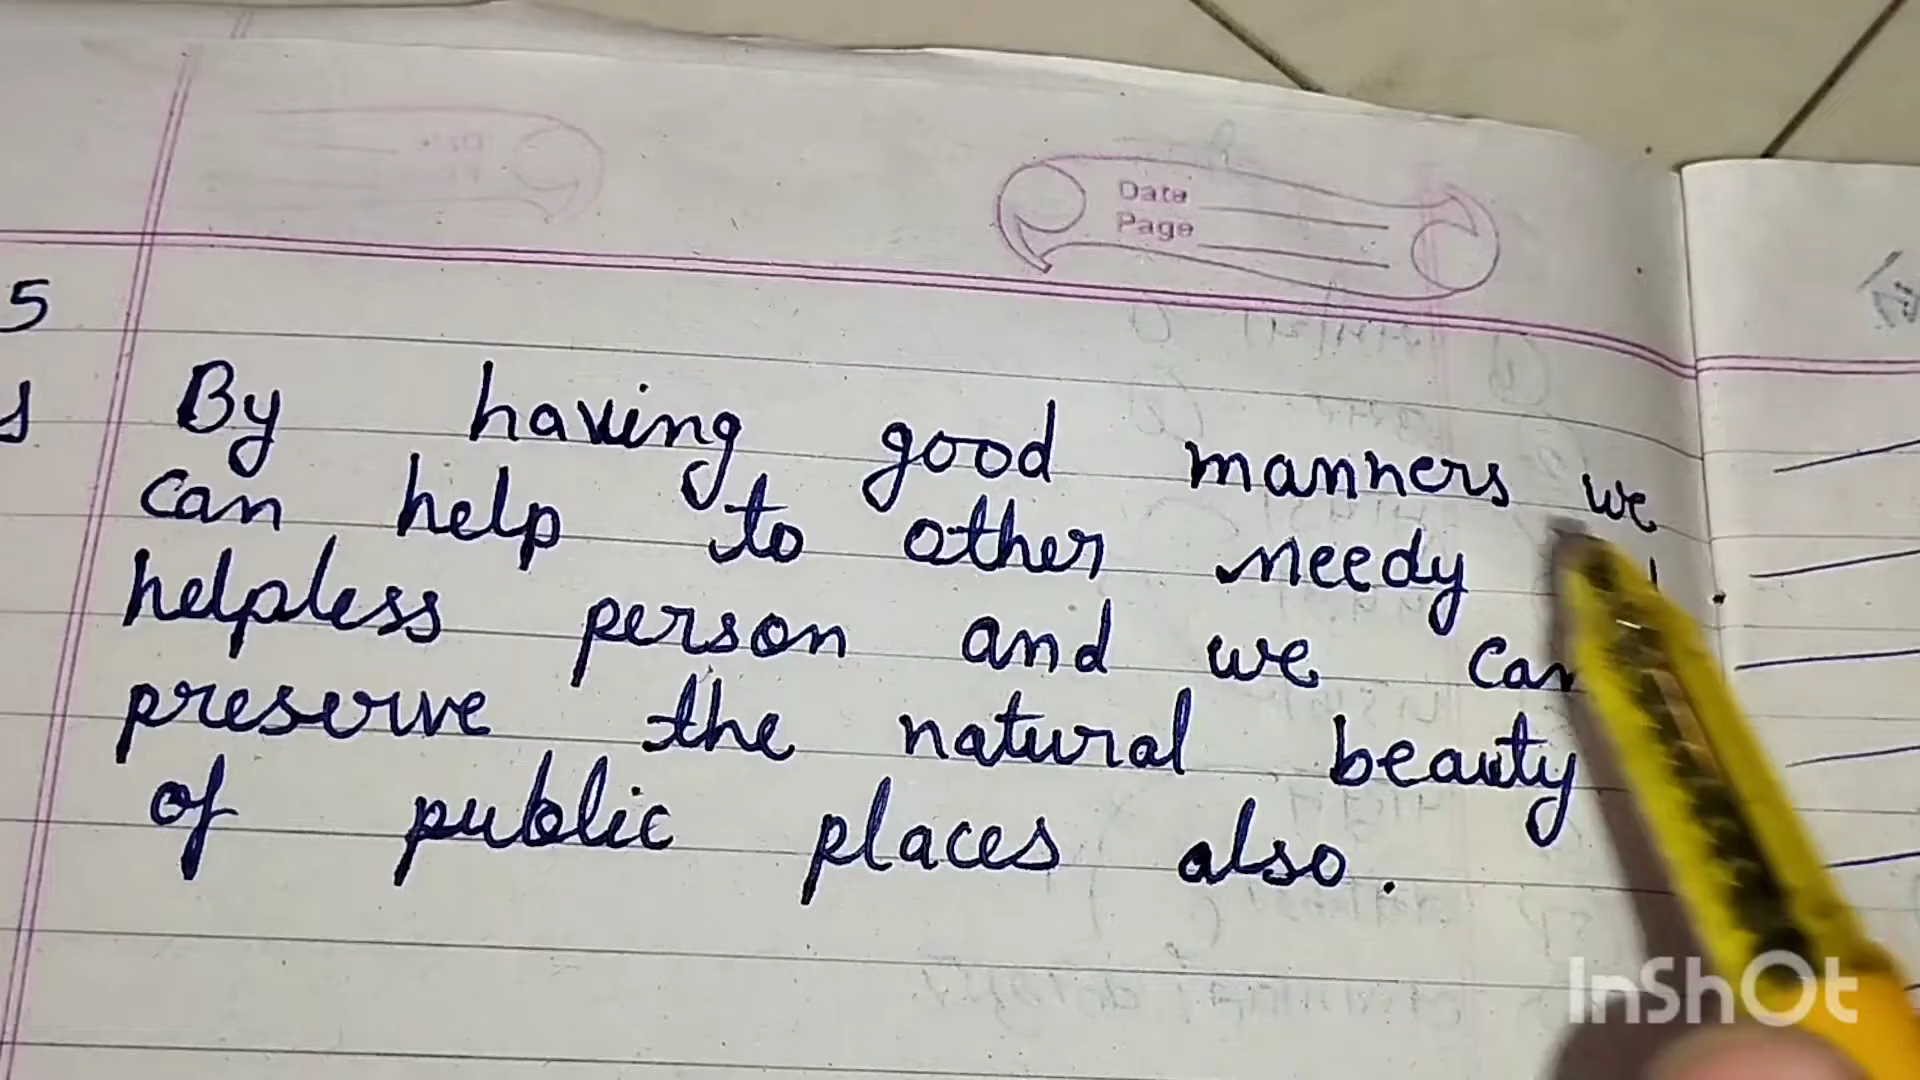 Date
Page
5
By having good manners we
can help to other needy
helpless person and we can
preserve the natural beauty
of public places also.
InShOt